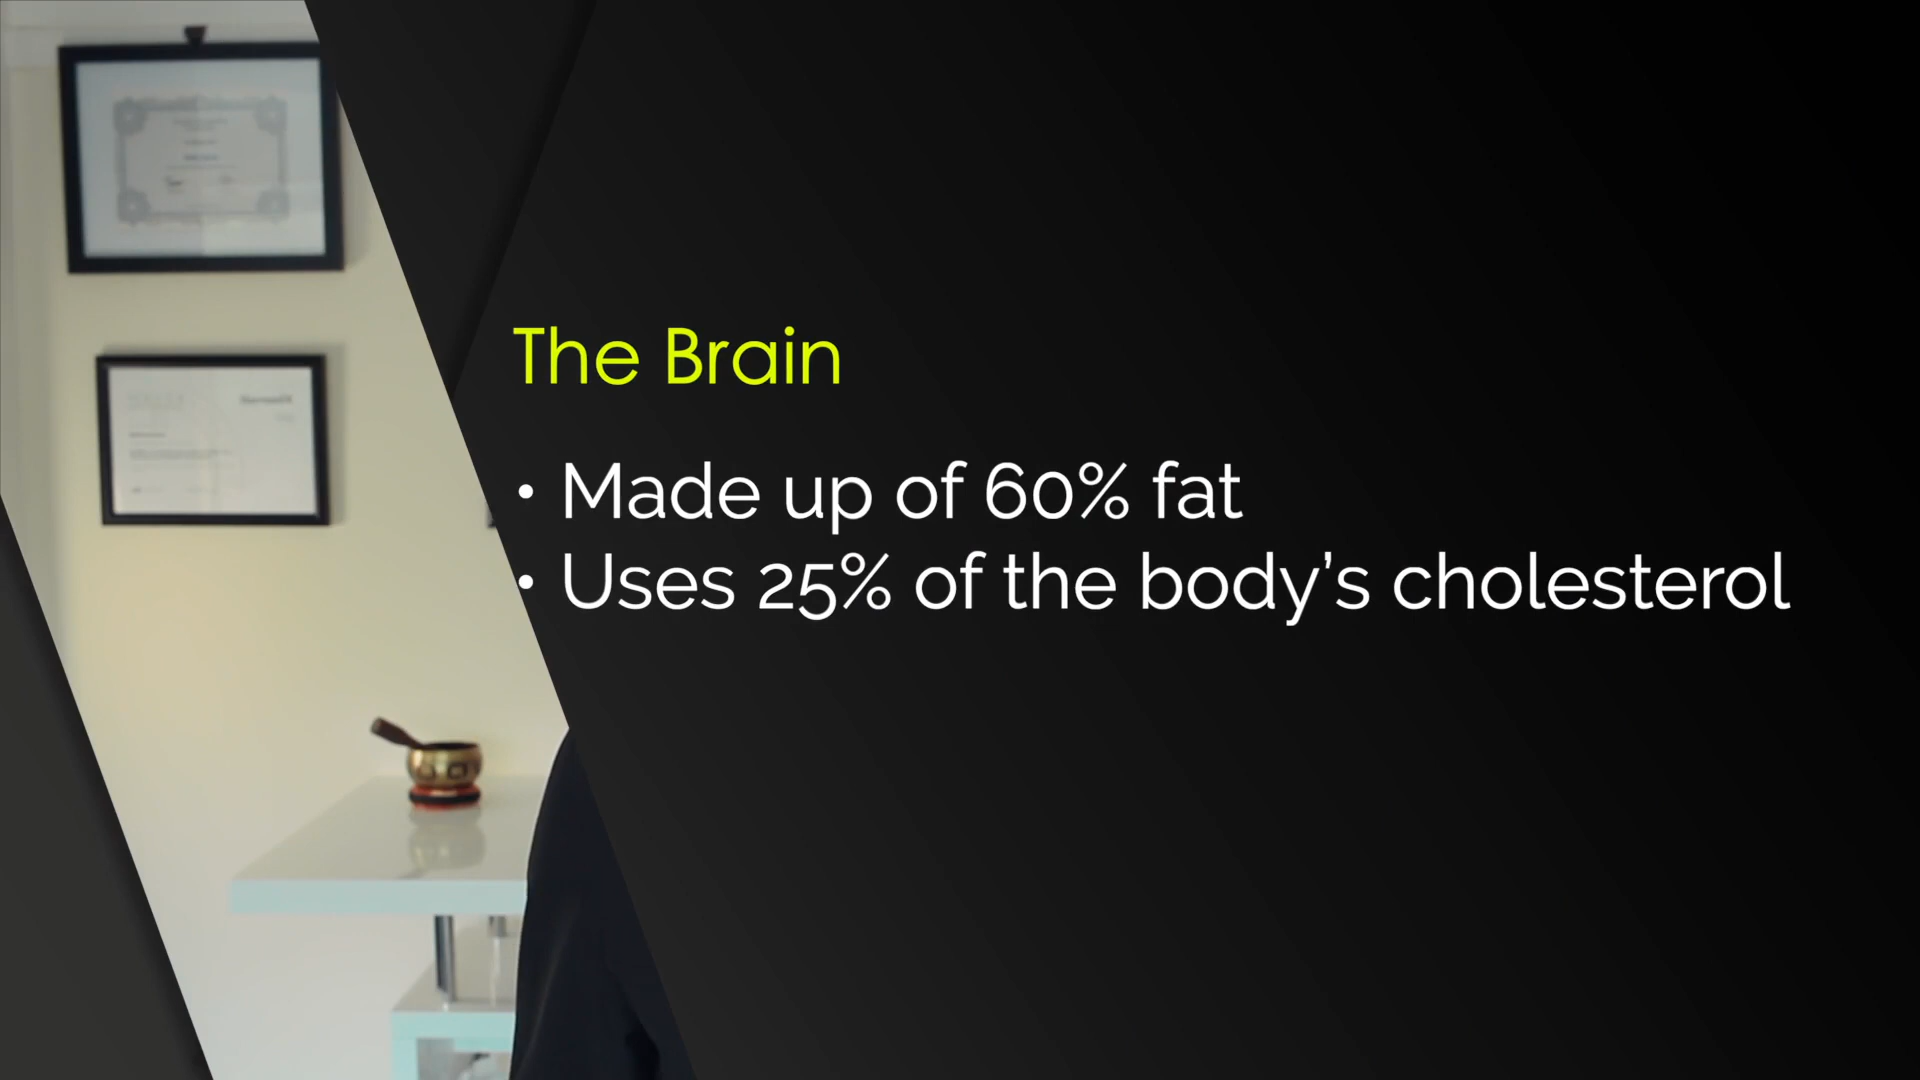 The Brain
• Made up of 60% fat
• Uses 25% of the body’s cholesterol